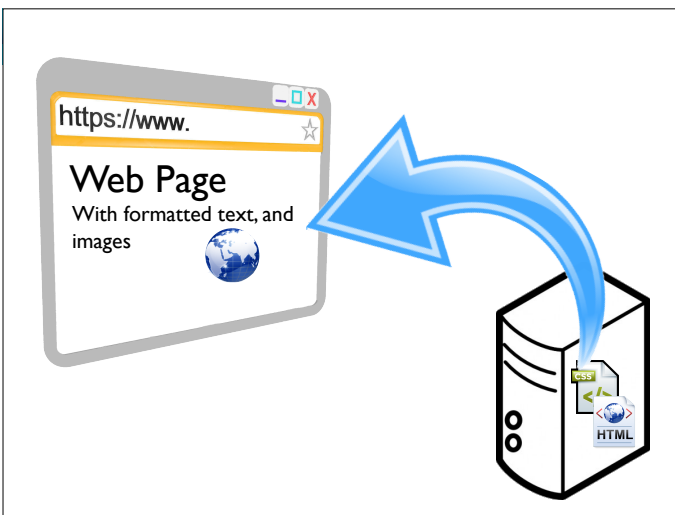 https://www.
Web Page
With formatted text, and
images
CSS
</>
< >
HTML